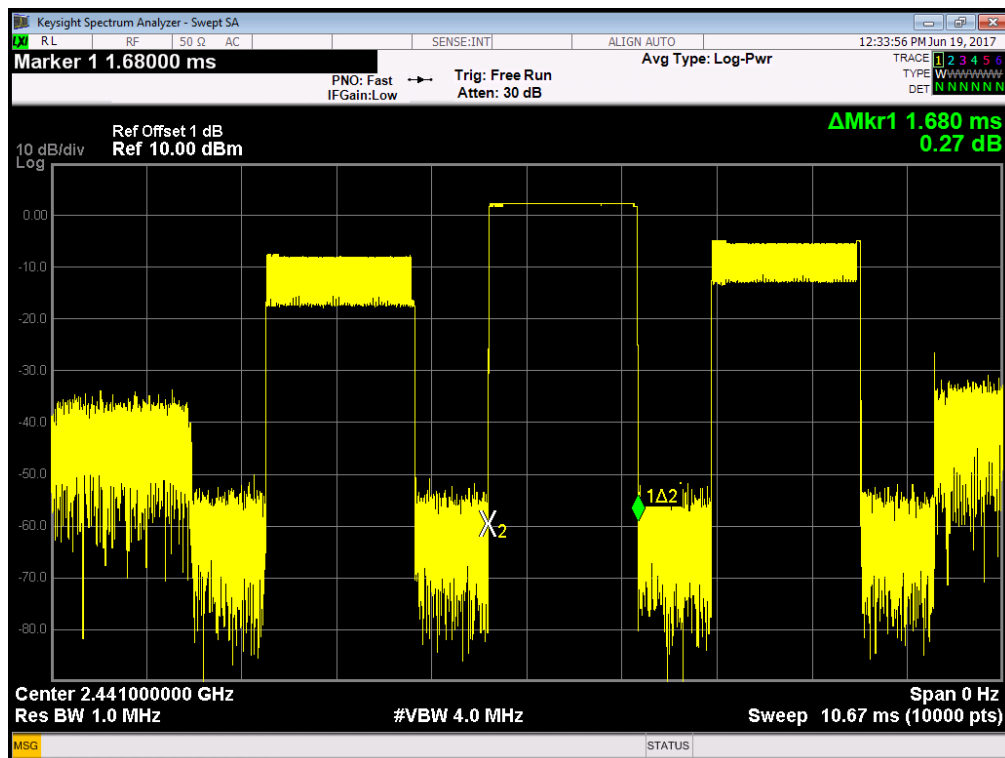 Keysight Spectrum Analyzer - Swept SA
LXI RL RF 50 Ω AC SENSE:INT ALIGN AUTO 12:33:56 PM Jun 19, 2017
Marker 1 1.68000 ms
PNO: Fast
IFGain:Low
Trig: Free Run
Atten: 30 dB
Avg Type: Log-Pwr
TRACE 1 2 3 4 5 6
TYPE WWWWWW
DET N N N N N N
ΔMkr1 1.680 ms
0.27 dB
Ref Offset 1 dB
10 dB/div Ref 10.00 dBm
Log
0.00
-10.0
-20.0
-30.0
-40.0
-50.0
1Δ2
-60.0
X2
-70.0
-80.0
Center 2.441000000 GHz Span 0 Hz
Res BW 1.0 MHz #VBW 4.0 MHz Sweep 10.67 ms (10000 pts)
MSG STATUS